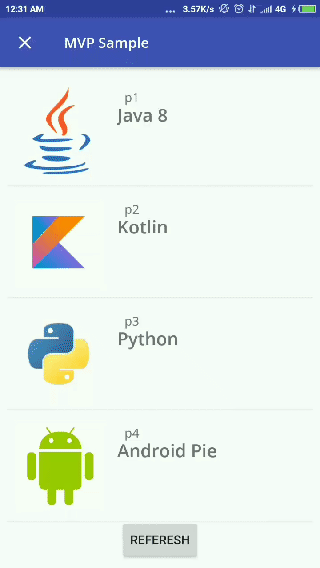 12:31 AM ... 3.57K/s 4G
MVP Sample
p1
Java 8
p2
Kotlin
p3
Python
p4
Android Pie
REFERESH